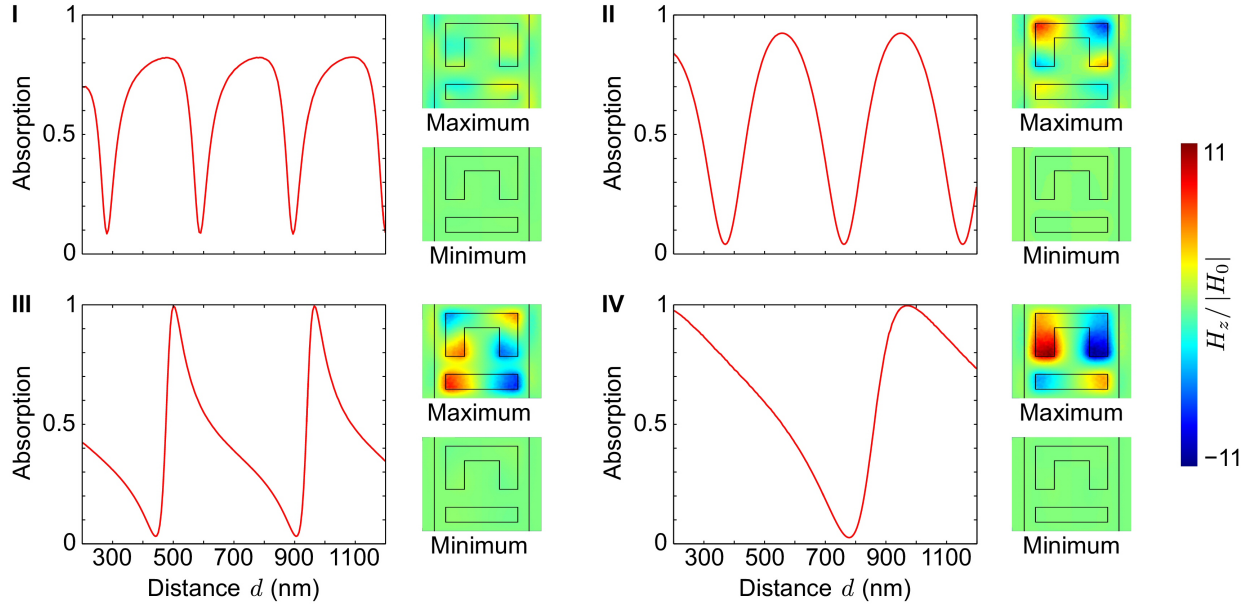 I
1
0.5
0
Absorption
Maximum
Minimum
II
1
0.5
0
Absorption
Maximum
Minimum
III
1
0.5
0
Absorption
300 500 700 900 1100
Distance d (nm)
Maximum
Minimum
IV
1
0.5
0
Absorption
300 500 700 900 1100
Distance d (nm)
Maximum
Minimum
11
−11
H_z/|H_0|